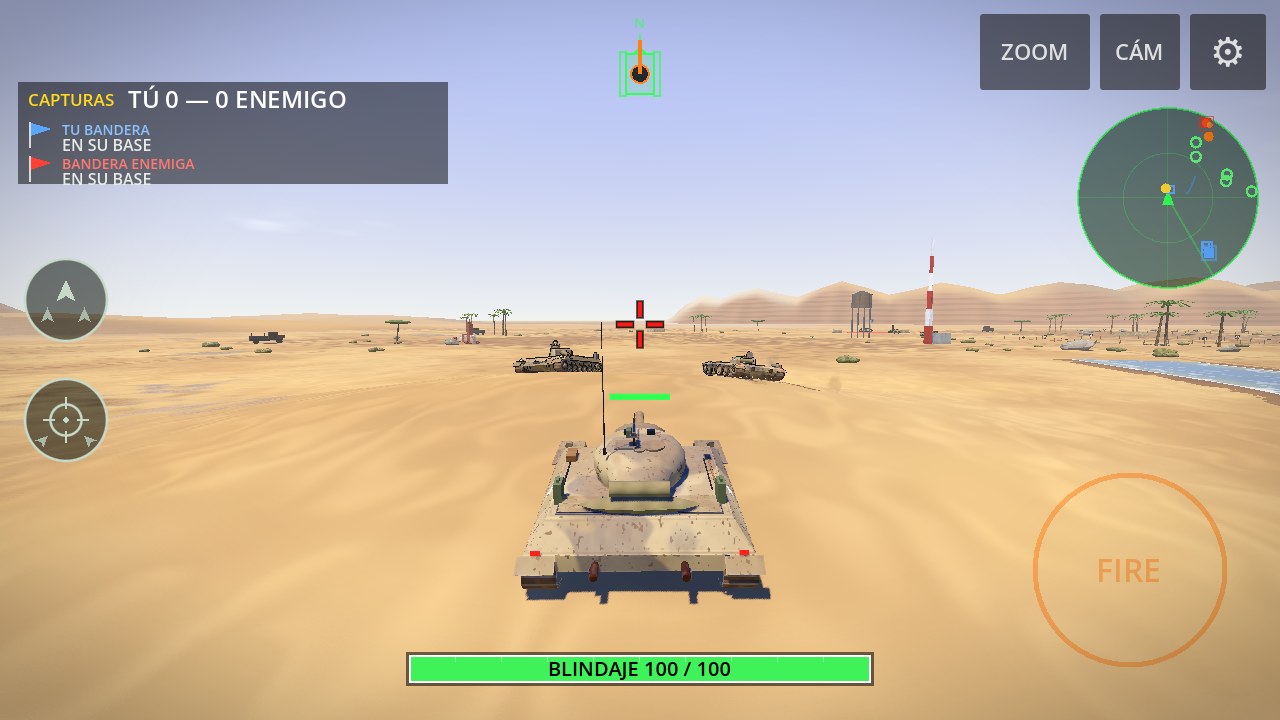 N
ZOOM
CÁM
CAPTURAS TÚ 0 — 0 ENEMIGO
TU BANDERA
EN SU BASE
BANDERA ENEMIGA
EN SU BASE
FIRE
BLINDAJE 100 / 100